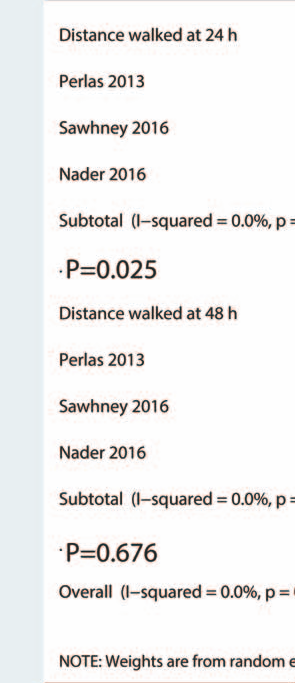 Distance walked at 24 h
Perlas 2013
Sawhney 2016
Nader 2016
Subtotal (I−squared = 0.0%, p =
.P=0.025
Distance walked at 48 h
Perlas 2013
Sawhney 2016
Nader 2016
Subtotal (I−squared = 0.0%, p =
.P=0.676
Overall (I−squared = 0.0%, p =
NOTE: Weights are from random